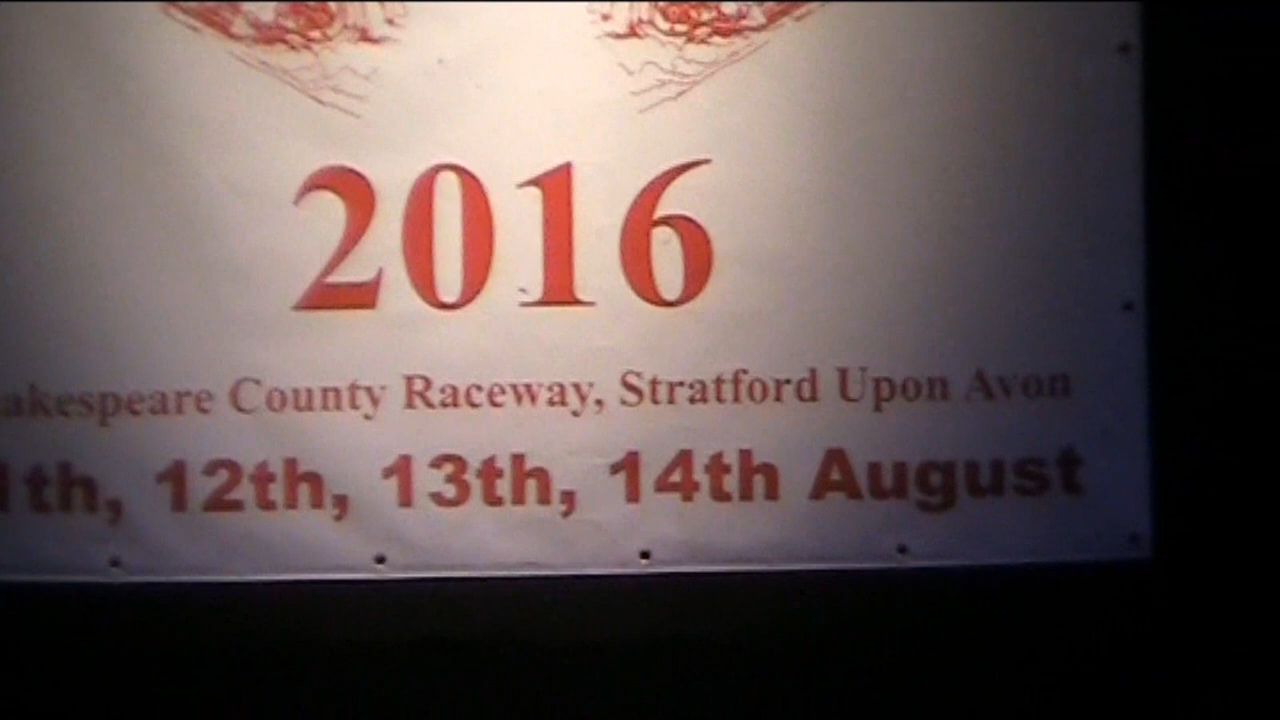 2016
akespeare County Raceway, Stratford Upon Avon
1th, 12th, 13th, 14th August